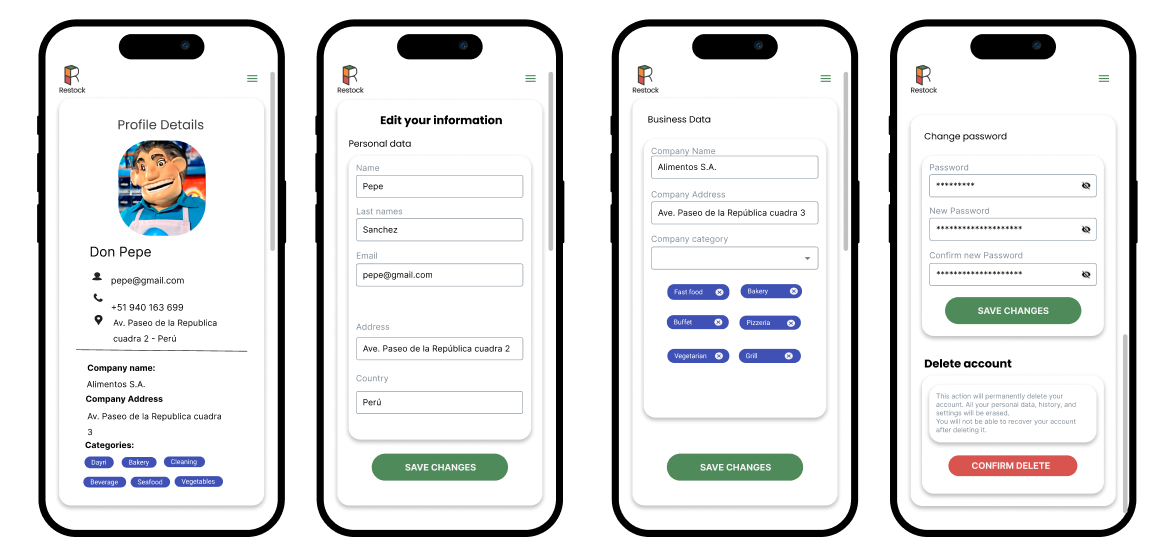 Restock
Profile Details
Don Pepe
pepe@gmail.com
+51 940 163 699
Av. Paseo de la Republica
cuadra 2 - Perú
Company name:
Alimentos S.A.
Company Address
Av. Paseo de la Republica cuadra
3
Categories:
Dayri Bakery Cleaning
Beverage Seafood Vegetables
Restock
Edit your information
Personal data
Name
Pepe
Last names
Sanchez
Email
pepe@gmail.com
Address
Ave. Paseo de la República cuadra 2
Country
Perú
SAVE CHANGES
Restock
Business Data
Company Name
Alimentos S.A.
Company Address
Ave. Paseo de la República cuadra 3
Company category
Fast food Bakery
Buffet Pizzeria
Vegetarian Grill
SAVE CHANGES
Restock
Change password
Password
*********
New Password
********************
Confirm new Password
********************
SAVE CHANGES
Delete account
This action will permanently delete your
account. All your personal data, history, and
settings will be erased.
You will not be able to recover your account
after deleting it.
CONFIRM DELETE